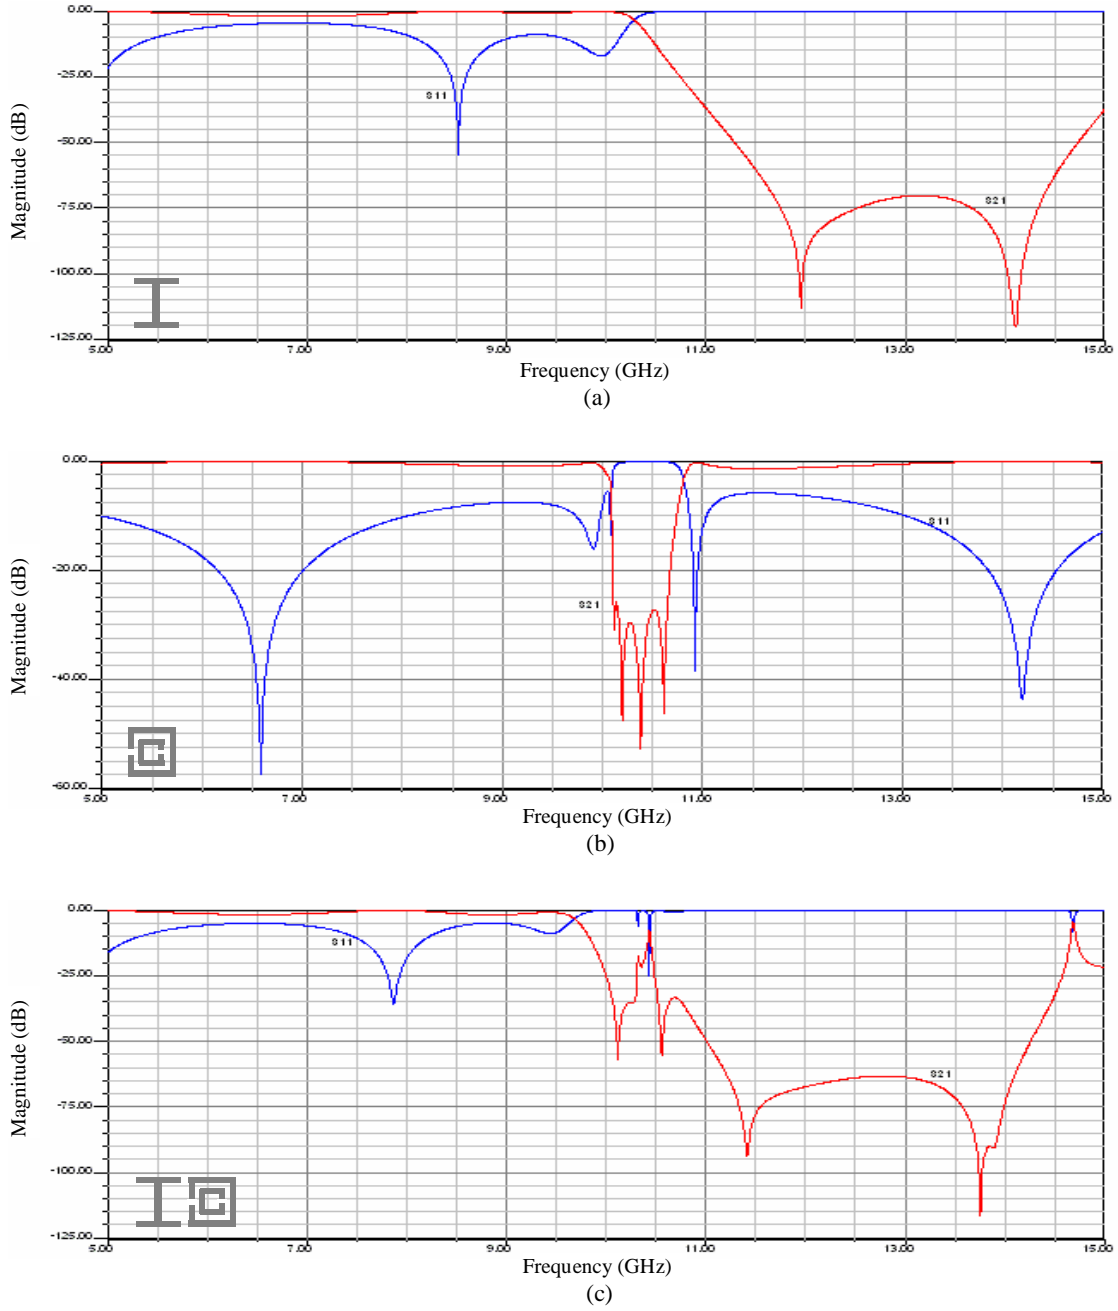 0.00
-25.00
-50.00
-75.00
-100.00
-125.00
Magnitude (dB)
S11
S21
5.00 7.00 9.00 11.00 13.00 15.00
Frequency (GHz)
(a)
0.00
-20.00
-40.00
-60.00
Magnitude (dB)
S11
S21
5.00 7.00 9.00 11.00 13.00 15.00
Frequency (GHz)
(b)
0.00
-25.00
-50.00
-75.00
-100.00
-125.00
Magnitude (dB)
S11
S21
5.00 7.00 9.00 11.00 13.00 15.00
Frequency (GHz)
(c)